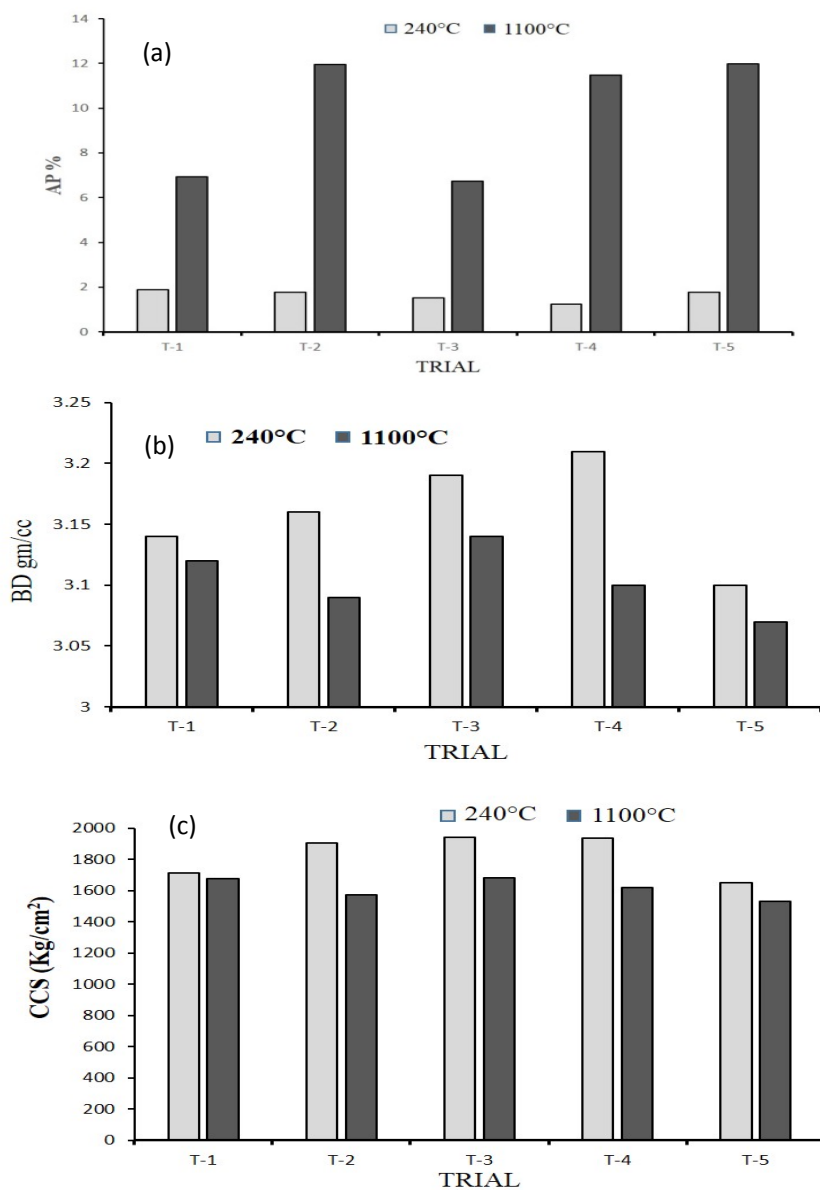 (a)
240°C 1100°C
14
12
10
8
6
4
2
0
AP %
T-1 T-2 T-3 T-4 T-5
TRIAL
(b)
240°C 1100°C
3.25
3.2
3.15
3.1
3.05
3
BD gm/cc
T-1 T-2 T-3 T-4 T-5
TRIAL
(c)
240°C 1100°C
2000
1800
1600
1400
1200
1000
800
600
400
200
0
CCS (Kg/cm²)
T-1 T-2 T-3 T-4 T-5
TRIAL